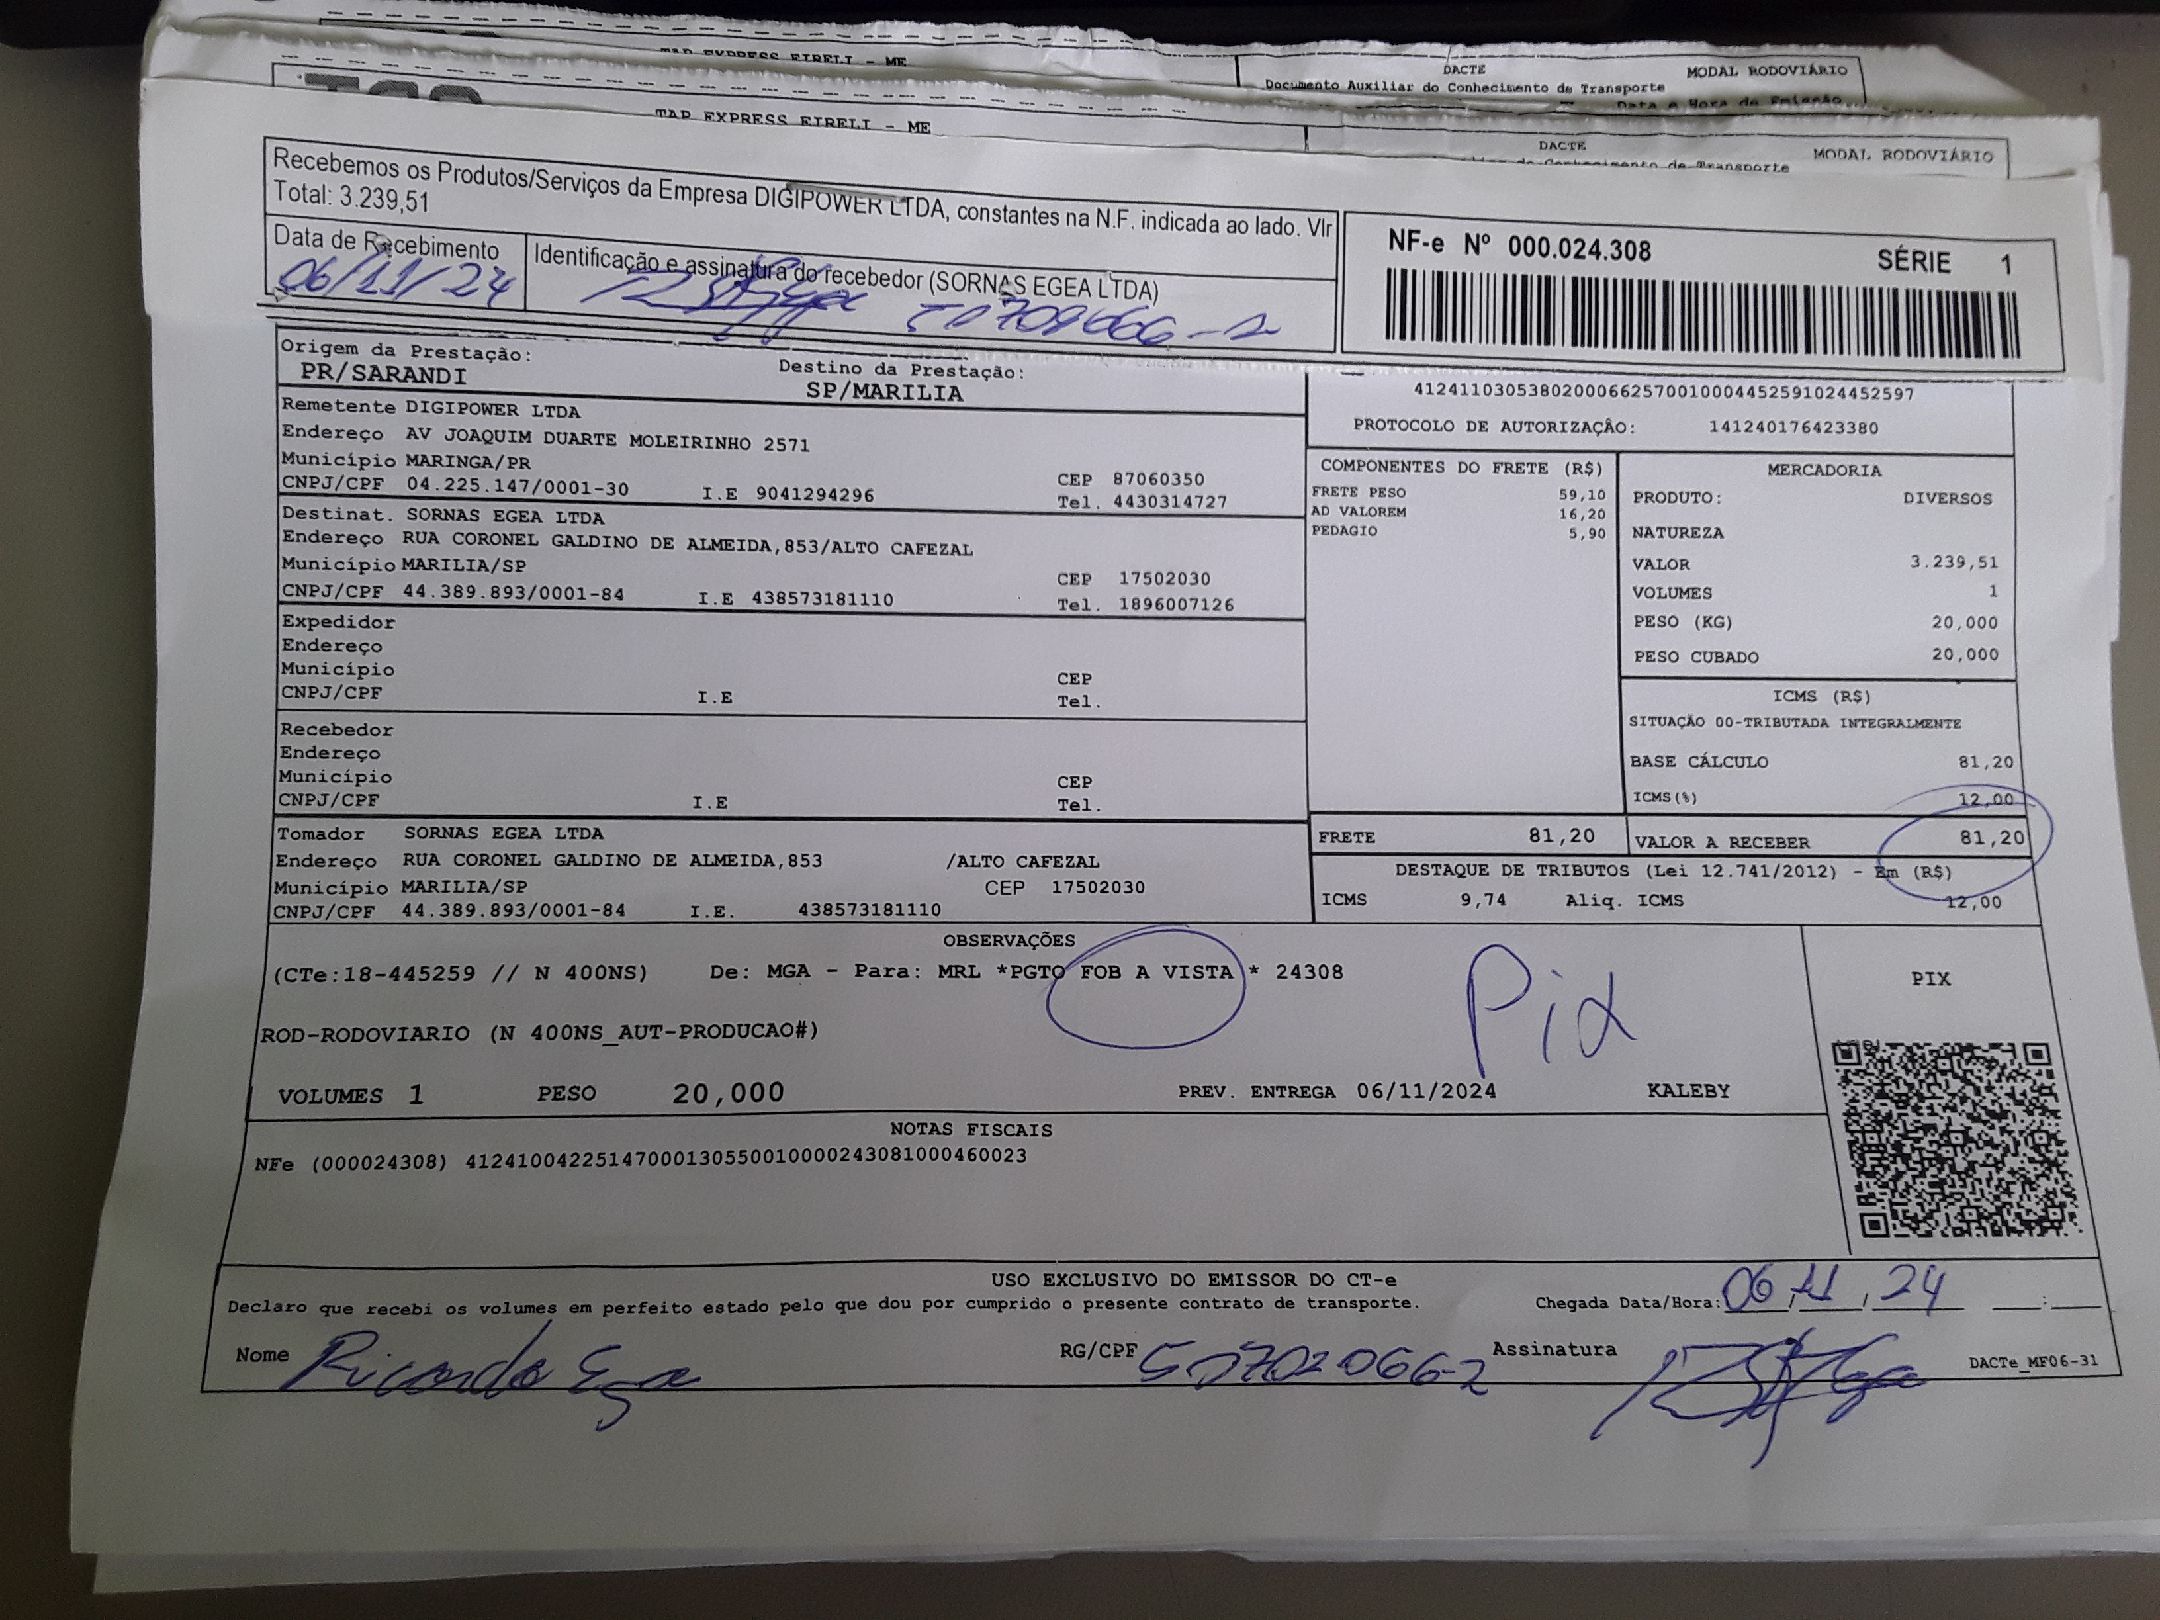 TAP EXPRESS EIRELI - ME
DACTE
MODAL RODOVIÁRIO
Documento Auxiliar do Conhecimento de Transporte
Data e Hora de Emissão
TAP EXPRESS EIRELI - ME
DACTE
MODAL RODOVIÁRIO
Conhecimento de Transporte
Recebemos os Produtos/Serviços da Empresa DIGIPOWER LTDA, constantes na N.F. indicada ao lado. Vlr
Total: 3.239,51
Data de Recebimento
06/11/24
Identificação e assinatura do recebedor (SORNAS EGEA LTDA)
NF-e Nº 000.024.308 SÉRIE 1
Origem da Prestação:
PR/SARANDI
Destino da Prestação:
SP/MARILIA
Remetente DIGIPOWER LTDA
Endereço AV JOAQUIM DUARTE MOLEIRINHO 2571
Município MARINGA/PR CEP 87060350
CNPJ/CPF 04.225.147/0001-30 I.E 9041294296 Tel. 4430314727
Destinat. SORNAS EGEA LTDA
Endereço RUA CORONEL GALDINO DE ALMEIDA,853/ALTO CAFEZAL
Município MARILIA/SP CEP 17502030
CNPJ/CPF 44.389.893/0001-84 I.E 438573181110 Tel. 1896007126
Expedidor
Endereço
Município CEP
CNPJ/CPF I.E Tel.
Recebedor
Endereço
Município CEP
CNPJ/CPF I.E Tel.
Tomador SORNAS EGEA LTDA
Endereço RUA CORONEL GALDINO DE ALMEIDA,853 /ALTO CAFEZAL
Município MARILIA/SP CEP 17502030
CNPJ/CPF 44.389.893/0001-84 I.E. 438573181110
41241103053802000662570010004452591024452597
PROTOCOLO DE AUTORIZAÇÂO: 141240176423380
COMPONENTES DO FRETE (R$)
FRETE PESO 59,10
AD VALOREM 16,20
PEDAGIO 5,90
MERCADORIA
PRODUTO: DIVERSOS
NATUREZA
VALOR 3.239,51
VOLUMES 1
PESO (KG) 20,000
PESO CUBADO 20,000
ICMS (R$)
SITUAÇÃO 00-TRIBUTADA INTEGRALMENTE
BASE CÁLCULO 81,20
ICMS(%) 12,00
FRETE 81,20
VALOR A RECEBER 81,20
DESTAQUE DE TRIBUTOS (Lei 12.741/2012) - Em (R$)
ICMS 9,74 Aliq. ICMS 12,00
OBSERVAÇÕES
(CTe:18-445259 // N 400NS) De: MGA - Para: MRL *PGTO FOB A VISTA * 24308
Pix
PIX
ROD-RODOVIARIO (N 400NS_AUT-PRODUCAO#)
VOLUMES 1 PESO 20,000 PREV. ENTREGA 06/11/2024 KALEBY
NOTAS FISCAIS
NFe (000024308) 41241004225147000130550010000243081000460023
USO EXCLUSIVO DO EMISSOR DO CT-e
Declaro que recebi os volumes em perfeito estado pelo que dou por cumprido o presente contrato de transporte. Chegada Data/Hora: 06/11/24
Nome Ricardo Egea RG/CPF Assinatura
DACTe_MF06-31